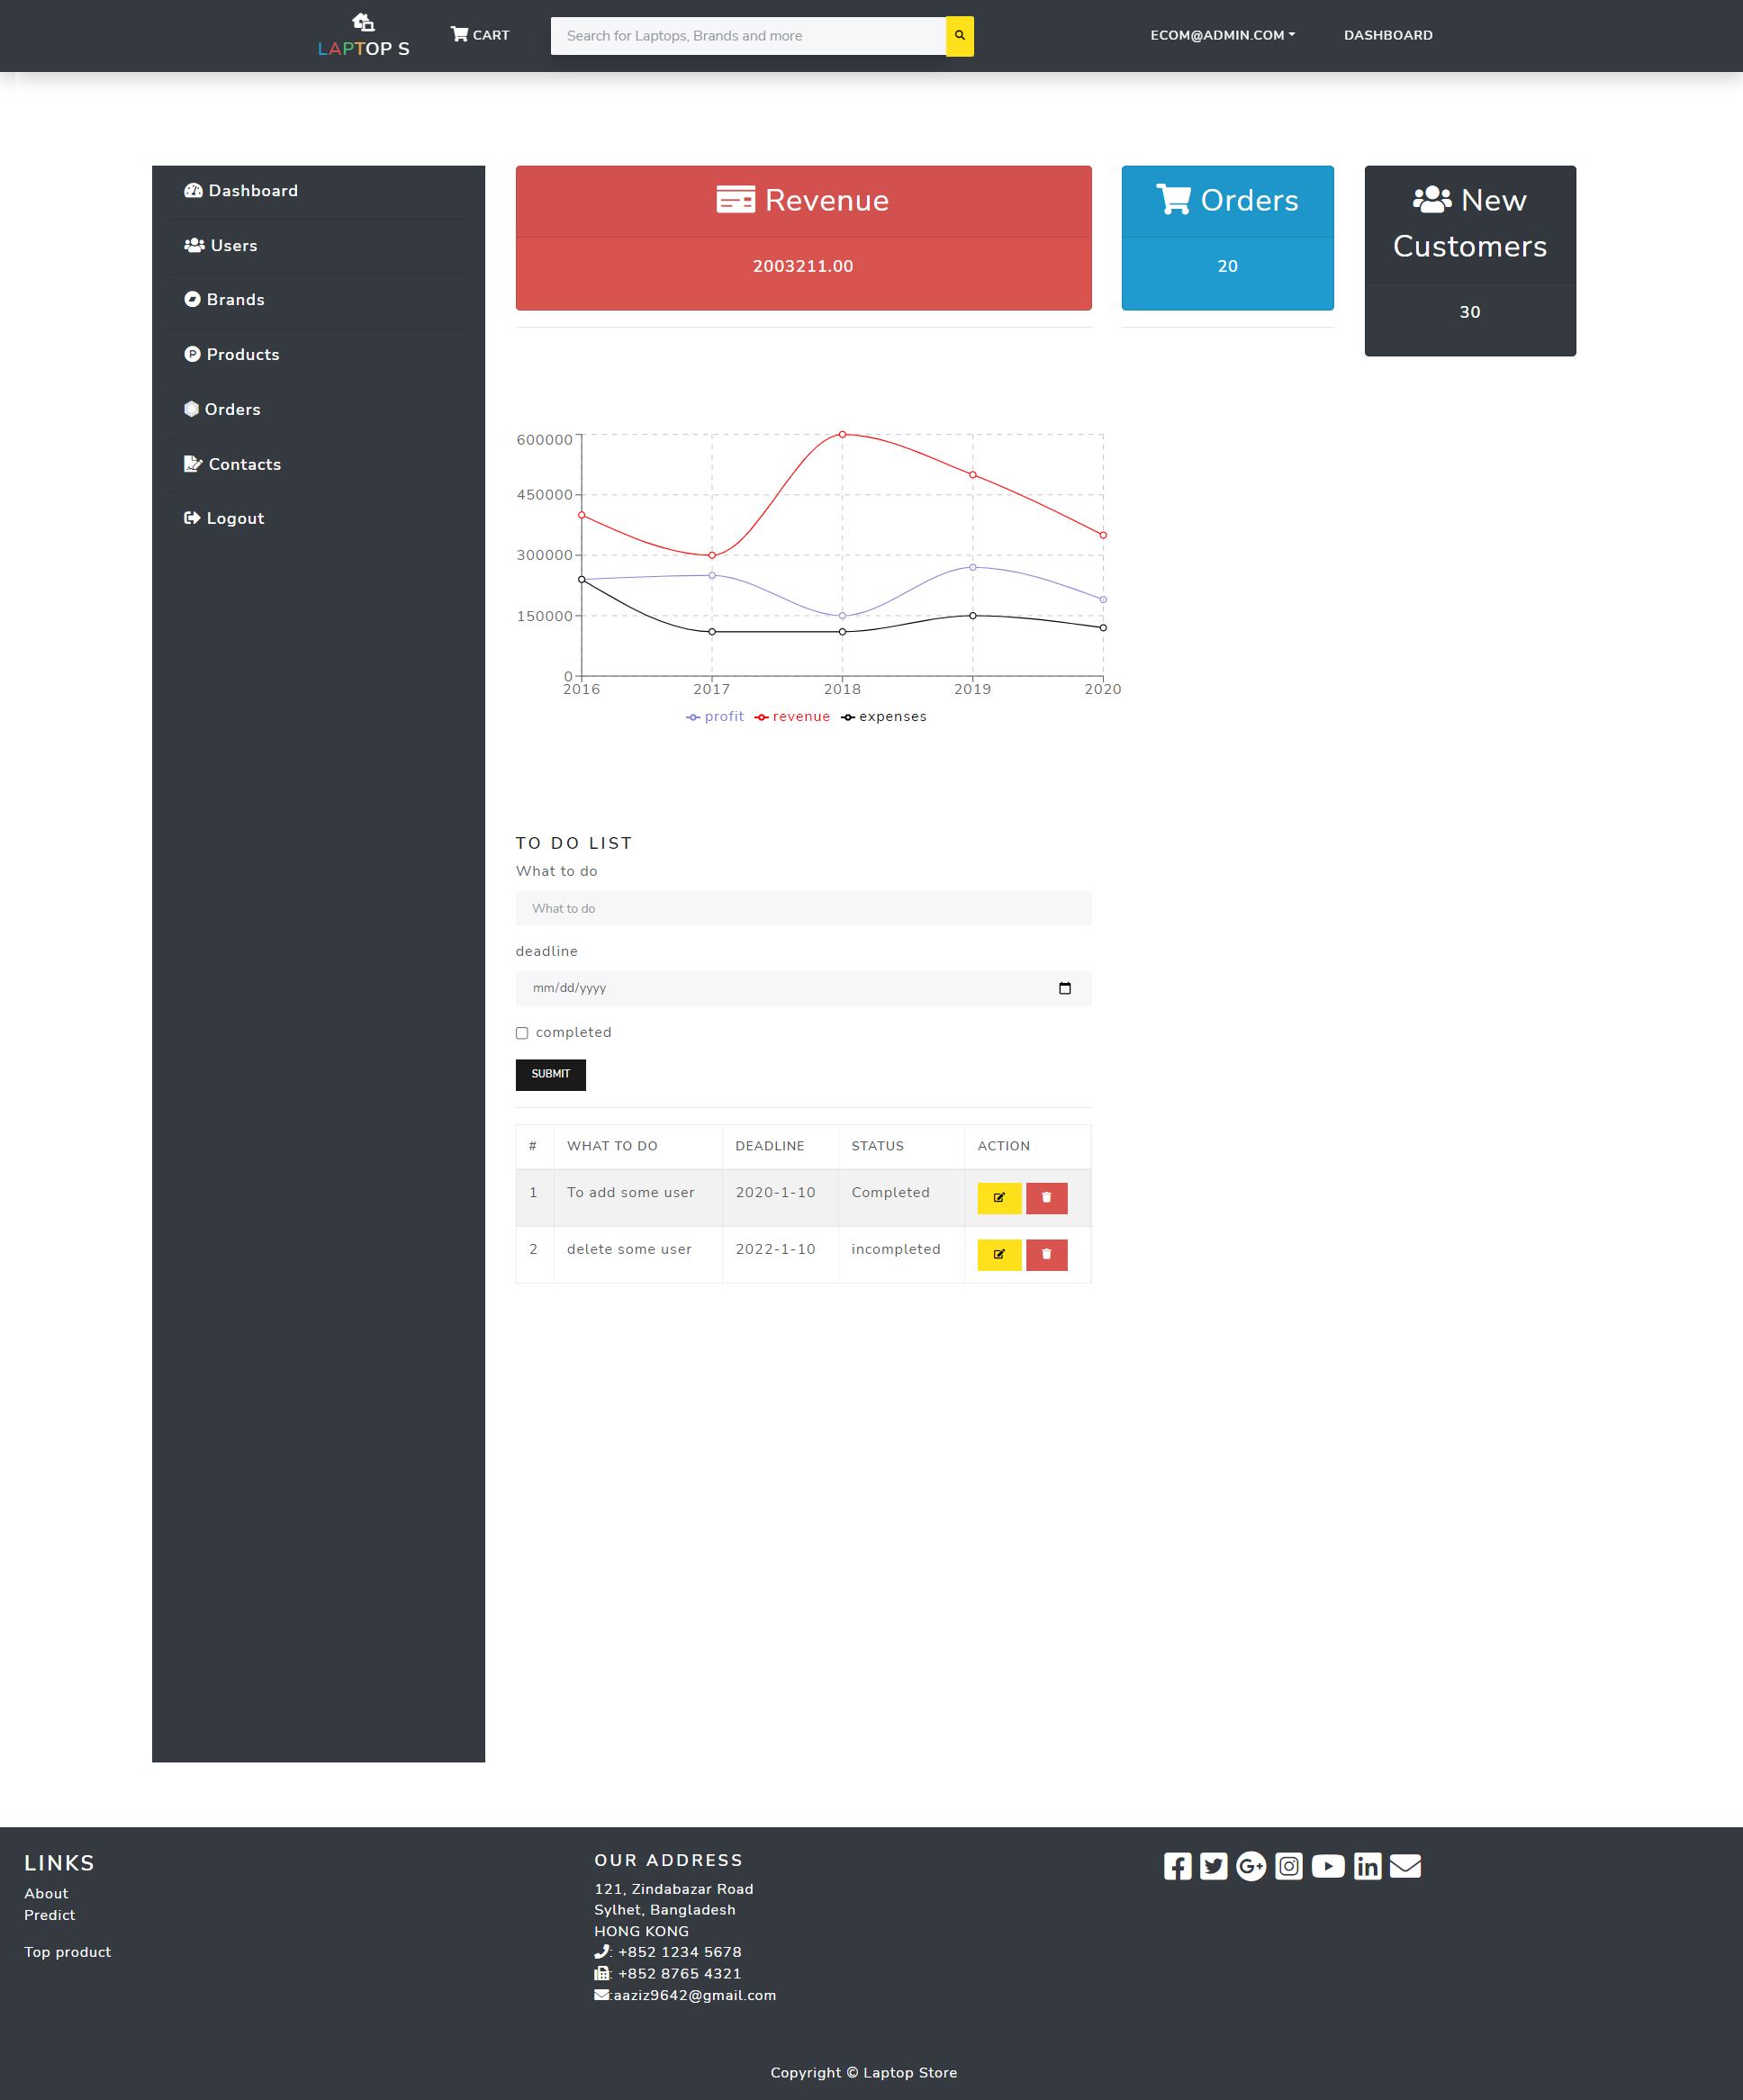 LAPTOP S
CART
Search for Laptops, Brands and more
ECOM@ADMIN.COM
DASHBOARD
Dashboard
Users
Brands
Products
Orders
Contacts
Logout
Revenue
2003211.00
Orders
20
New
Customers
30
600000
450000
300000
150000
0
2016 2017 2018 2019 2020
profit revenue expenses
TO DO LIST
What to do
What to do
deadline
mm/dd/yyyy
completed
SUBMIT
# WHAT TO DO DEADLINE STATUS ACTION
1 To add some user 2020-1-10 Completed
2 delete some user 2022-1-10 incompleted
LINKS
About
Predict
Top product
OUR ADDRESS
121, Zindabazar Road
Sylhet, Bangladesh
HONG KONG
: +852 1234 5678
: +852 8765 4321
:aaziz9642@gmail.com
Copyright © Laptop Store